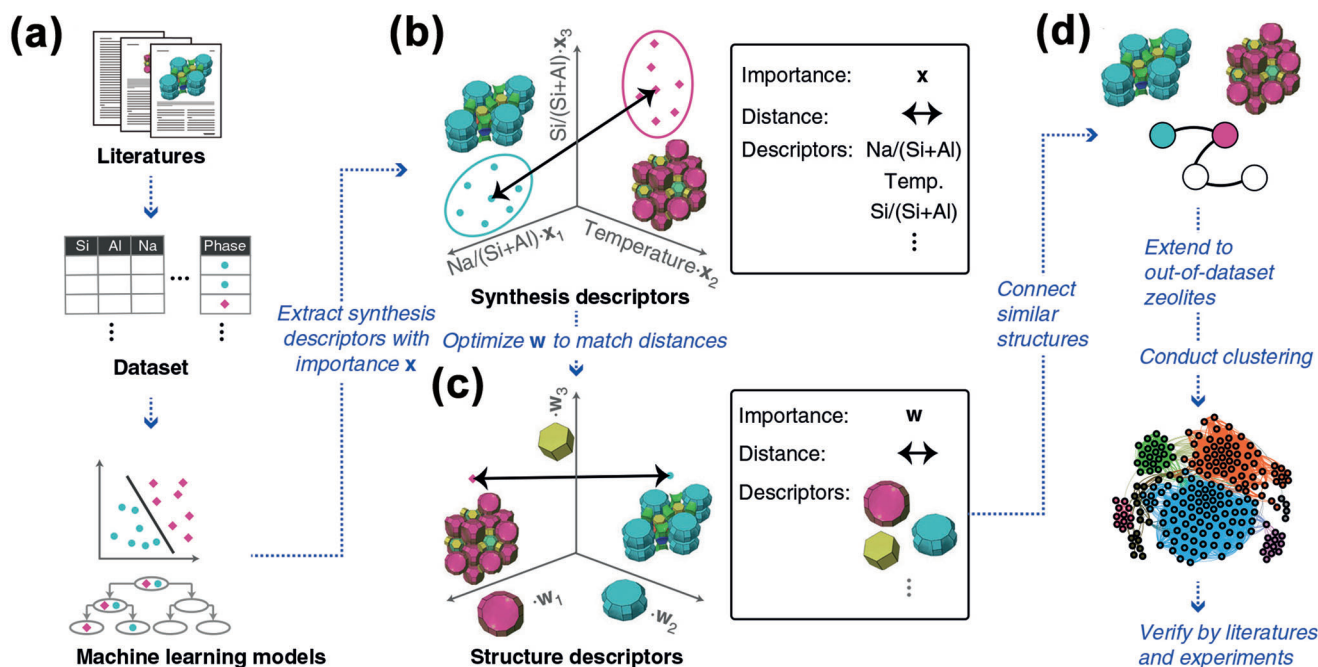 (a)
Literatures
Si Al Na ... Phase
⋮ ⋮
Dataset
Machine learning models
Extract synthesis
descriptors with
importance x
(b)
Si/(Si+Al)·x3
Na/(Si+Al)·x1
Temperature·x2
Synthesis descriptors
Importance: x
Distance:
Descriptors: Na/(Si+Al)
Temp.
Si/(Si+Al)
⋮
Optimize w to match distances
(c)
·w3
·w1
·w2
Structure descriptors
Importance: w
Distance:
Descriptors:
⋮
Connect
similar
structures
(d)
Extend to
out-of-dataset
zeolites
Conduct clustering
Verify by literatures
and experiments